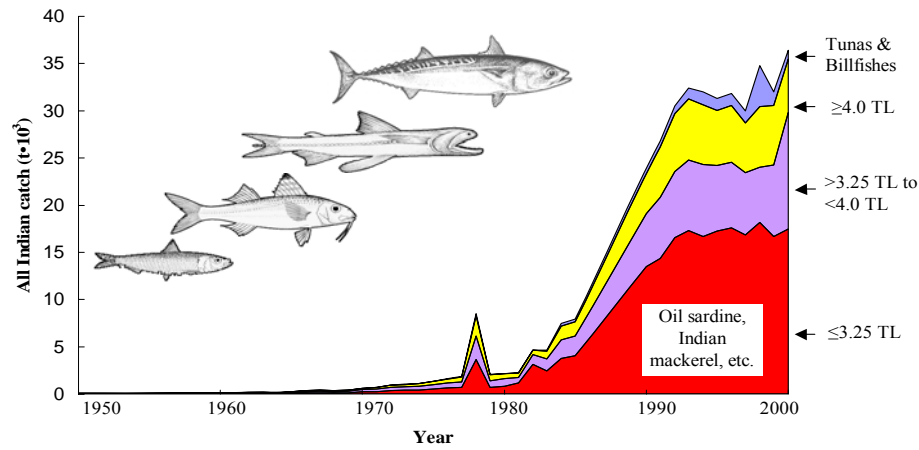 40
35
30
25
20
15
10
5
0
All Indian catch (t•10³)
1950 1960 1970 1980 1990 2000
Year
Tunas &
Billfishes
≥4.0 TL
>3.25 TL to
<4.0 TL
≤3.25 TL
Oil sardine,
Indian
mackerel, etc.